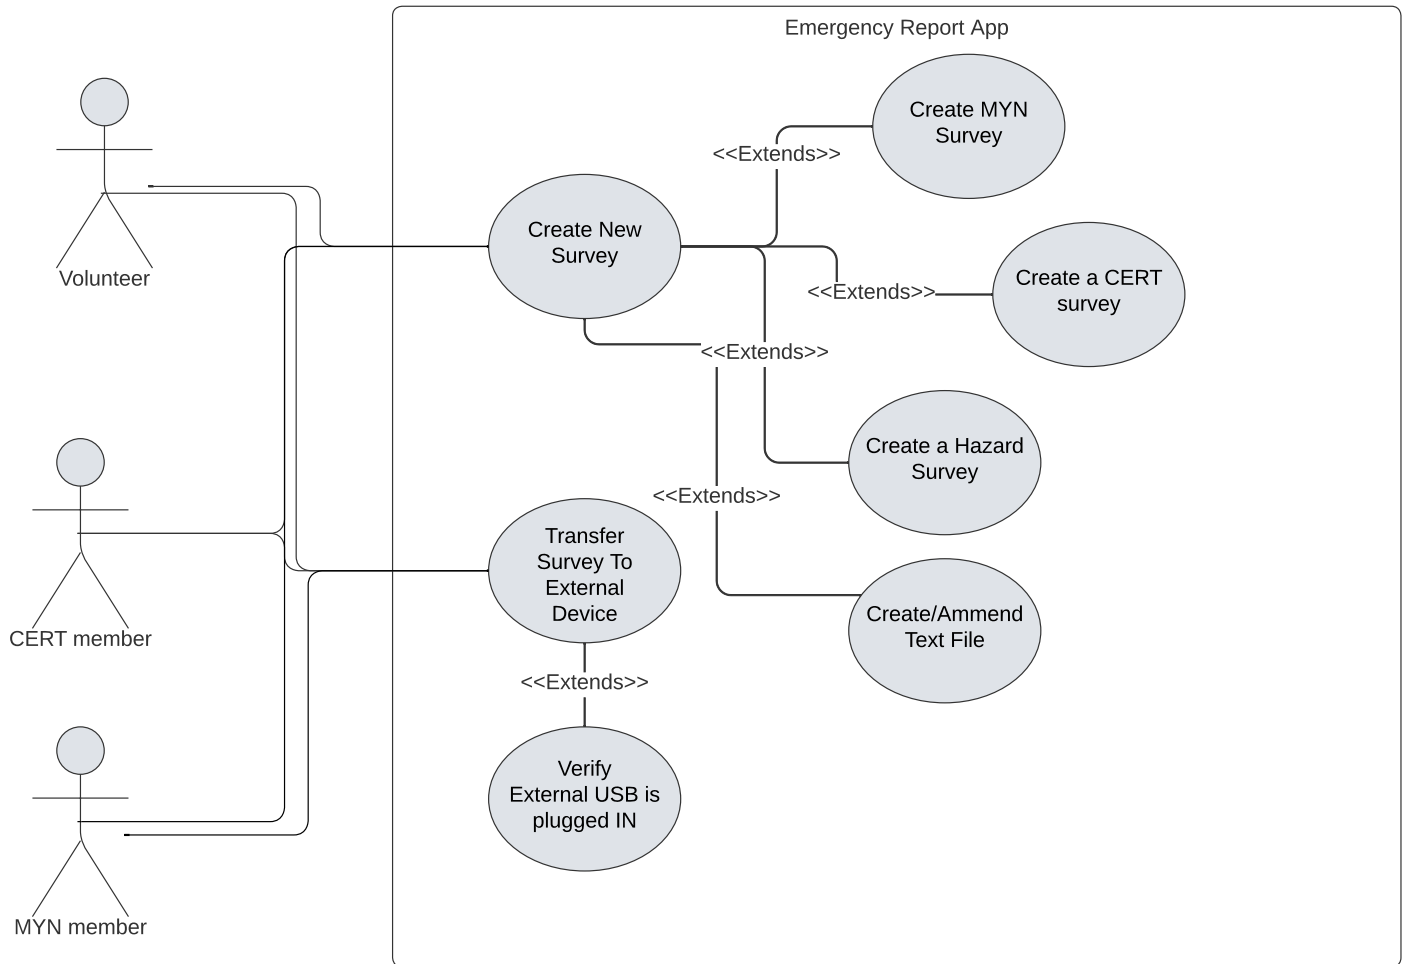 Emergency Report App
Create MYN
Survey
<<Extends>>
Create New
Survey
Volunteer
Create a CERT
survey
<<Extends>>
<<Extends>>
Create a Hazard
Survey
<<Extends>>
Transfer
Survey To
External
Device
CERT member
Create/Ammend
Text File
<<Extends>>
Verify
External USB is
plugged IN
MYN member